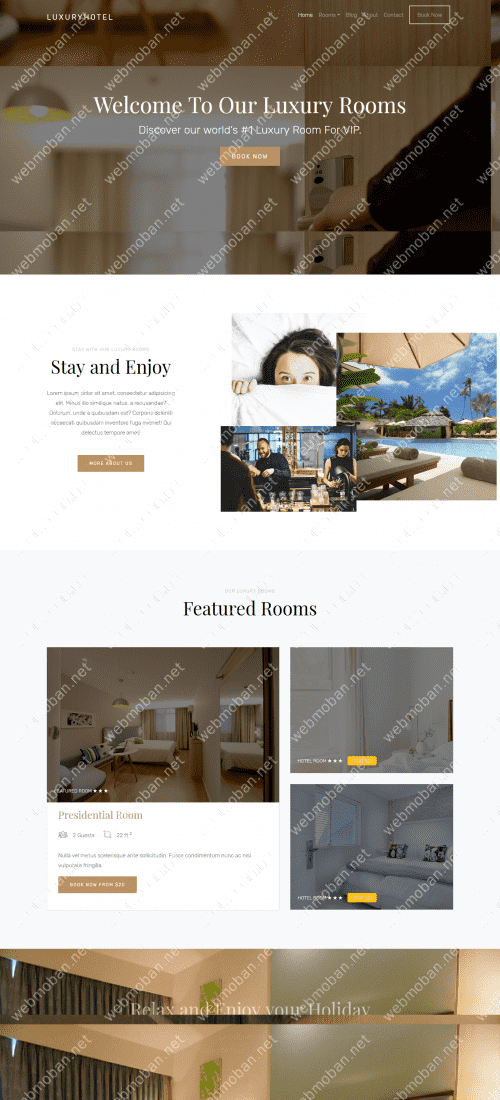 LUXURYHOTEL
Home Rooms Blog About Contact Book Now
Welcome To Our Luxury Rooms
Discover our world's #1 Luxury Room For VIP.
BOOK NOW
STAY WITH OUR LUXURY ROOMS
Stay and Enjoy
Lorem ipsum dolor sit amet, consectetur adipisicing
elit. Minus illo similique natus, a recusandae?
Dolorum, unde a quibusdam est? Corporis deleniti
obcaecati quibusdam inventore fuga eveniet! Qui
delectus tempore amet!
MORE ABOUT US
OUR LUXURY ROOMS
Featured Rooms
FEATURED ROOM ★ ★ ★
HOTEL ROOM ★ ★ ★
Presidential Room
2 Guests 22 ft 2
Nulla vel metus scelerisque ante sollicitudin. Fusce condimentum nunc ac nisi
vulputate fringilla.
BOOK NOW FROM $20
HOTEL ROOM ★ ★ ★
Relax and Enjoy your Holiday
webmoban.net